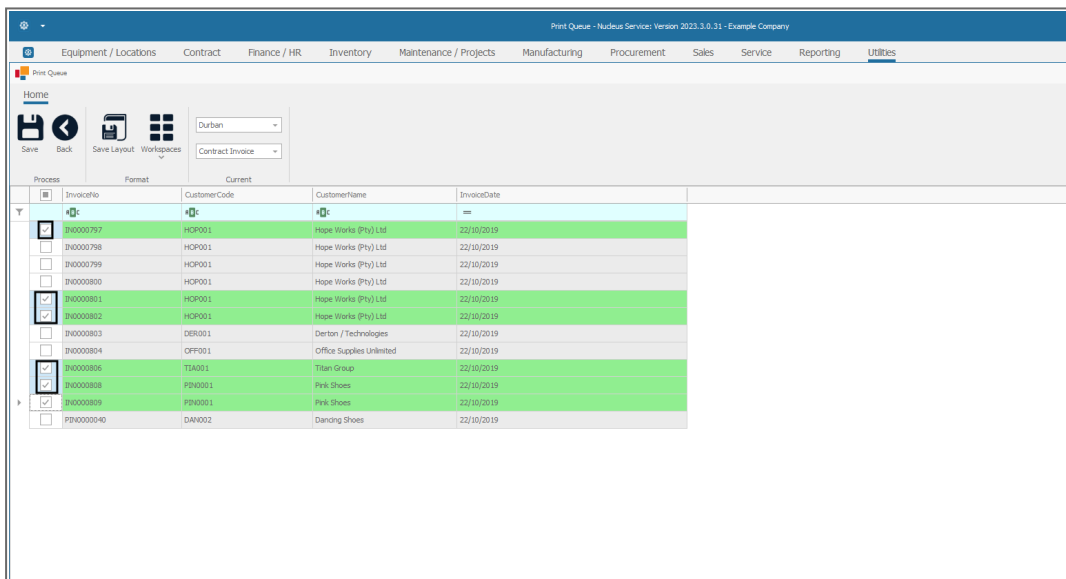 Print Queue - Nucleus Service: Version 2023.3.0.31 - Example Company
Equipment / Locations Contract Finance / HR Inventory Maintenance / Projects Manufacturing Procurement Sales Service Reporting Utilities
Print Queue
Home
Durban
Contract Invoice
Save Back Save Layout Workspaces
Process Format Current
InvoiceNo CustomerCode CustomerName InvoiceDate
IN0000797 HOP001 Hope Works (Pty) Ltd 22/10/2019
IN0000798 HOP001 Hope Works (Pty) Ltd 22/10/2019
IN0000799 HOP001 Hope Works (Pty) Ltd 22/10/2019
IN0000800 HOP001 Hope Works (Pty) Ltd 22/10/2019
IN0000801 HOP001 Hope Works (Pty) Ltd 22/10/2019
IN0000802 HOP001 Hope Works (Pty) Ltd 22/10/2019
IN0000803 DER001 Derton / Technologies 22/10/2019
IN0000804 OFF001 Office Supplies Unlimited 22/10/2019
IN0000806 TIA001 Titan Group 22/10/2019
IN0000808 PIN0001 Pink Shoes 22/10/2019
IN0000809 PIN0001 Pink Shoes 22/10/2019
PIN0000040 DAN002 Dancing Shoes 22/10/2019